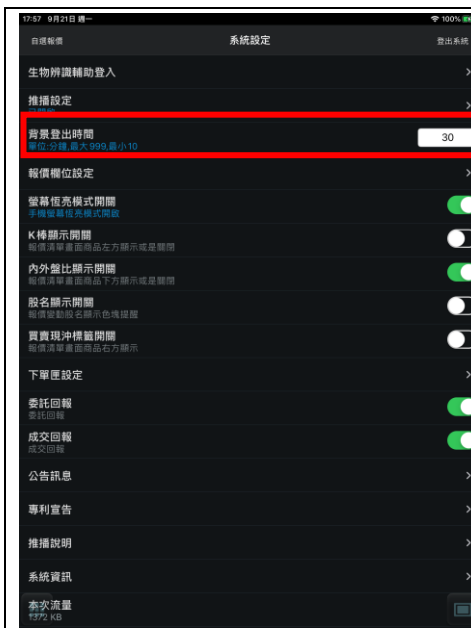 17:57 9月21日 週一
100%
自選報價
系統設定
登出系統
生物辨識輔助登入
推播設定
背景登出時間
30
單位:分鐘,最大999,最小10
報價欄位設定
螢幕恆亮模式開關
手機螢幕恆亮模式開啟
K棒顯示開關
報價清單畫面商品左方顯示或是關閉
內外盤比顯示開關
報價清單畫面商品下方顯示或是關閉
股名顯示開關
報價變動股名顯示色塊提醒
買賣現沖標籤開關
報價清單畫面商品右方顯示
下單匣設定
委託回報
委託回報
成交回報
成交回報
公告訊息
專利宣告
推播說明
系統資訊
本次流量
1372 KB